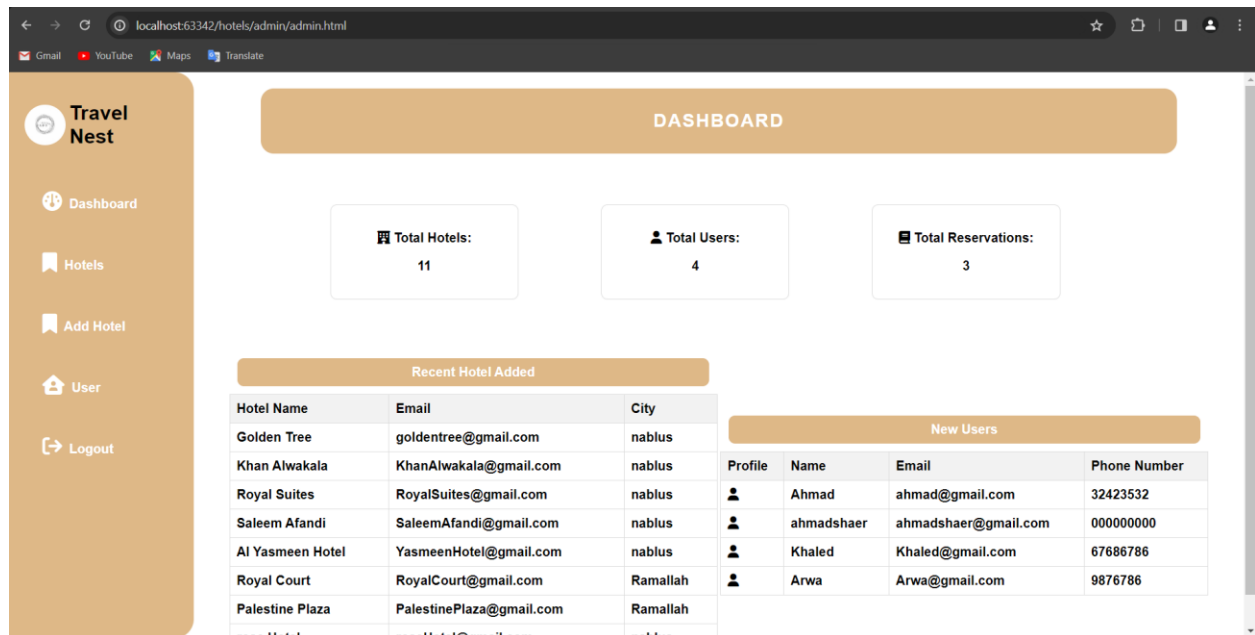 localhost:63342/hotels/admin/admin.html
Gmail YouTube Maps Translate
Travel
Nest
Dashboard
Hotels
Add Hotel
User
Logout
DASHBOARD
Total Hotels:
11
Total Users:
4
Total Reservations:
3
Recent Hotel Added
Hotel Name Email City
Golden Tree goldentree@gmail.com nablus
Khan Alwakala KhanAlwakala@gmail.com nablus
Royal Suites RoyalSuites@gmail.com nablus
Saleem Afandi SaleemAfandi@gmail.com nablus
Al Yasmeen Hotel YasmeenHotel@gmail.com nablus
Royal Court RoyalCourt@gmail.com Ramallah
Palestine Plaza PalestinePlaza@gmail.com Ramallah
New Users
Profile Name Email Phone Number
Ahmad ahmad@gmail.com 32423532
ahmadshaer ahmadshaer@gmail.com 000000000
Khaled Khaled@gmail.com 67686786
Arwa Arwa@gmail.com 9876786